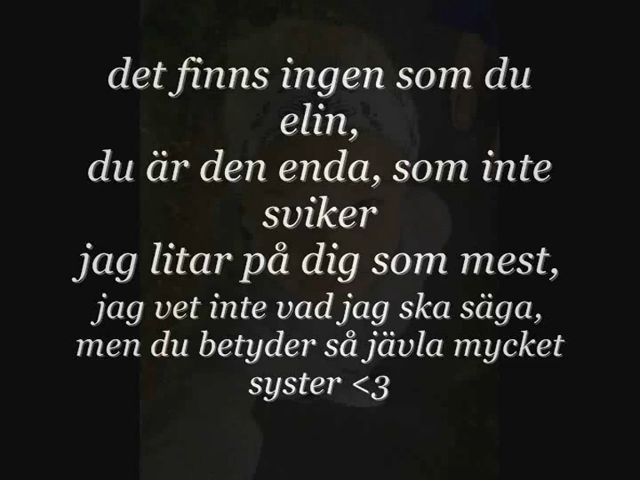 det finns ingen som du
elin,
du är den enda, som inte
sviker
jag litar på dig som mest,
jag vet inte vad jag ska säga,
men du betyder så jävla mycket
syster <3